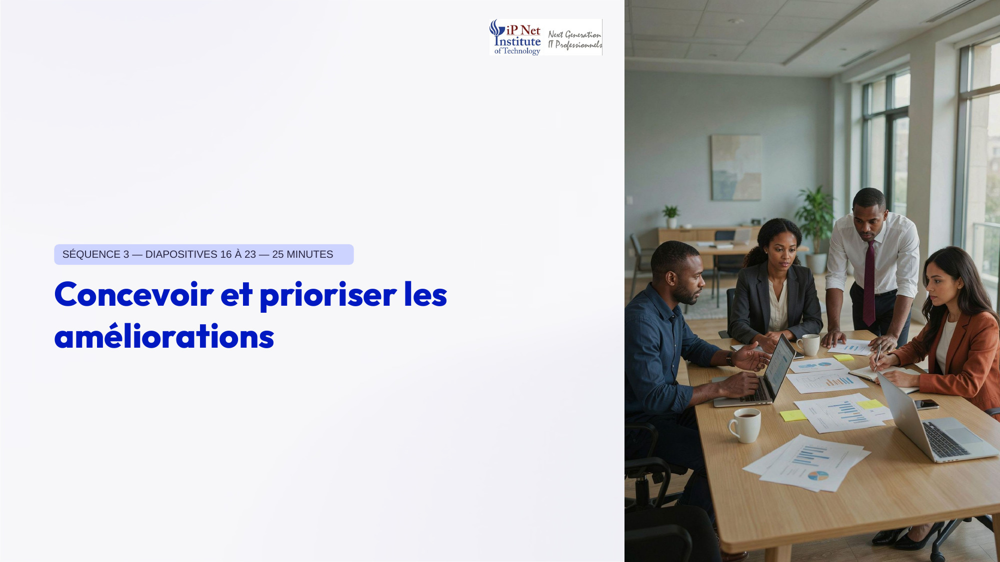 iP Net
Institute
of Technology
Next Generation
IT Professionnels
SÉQUENCE 3 — DIAPOSITIVES 16 À 23 — 25 MINUTES
Concevoir et prioriser les
améliorations